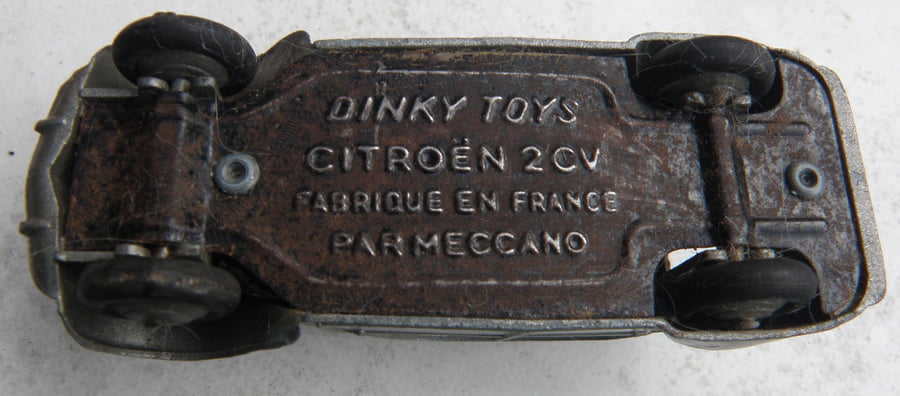 DINKY TOYS
CITROËN 2CV
FABRIQUE EN FRANCE
PAR MECCANO